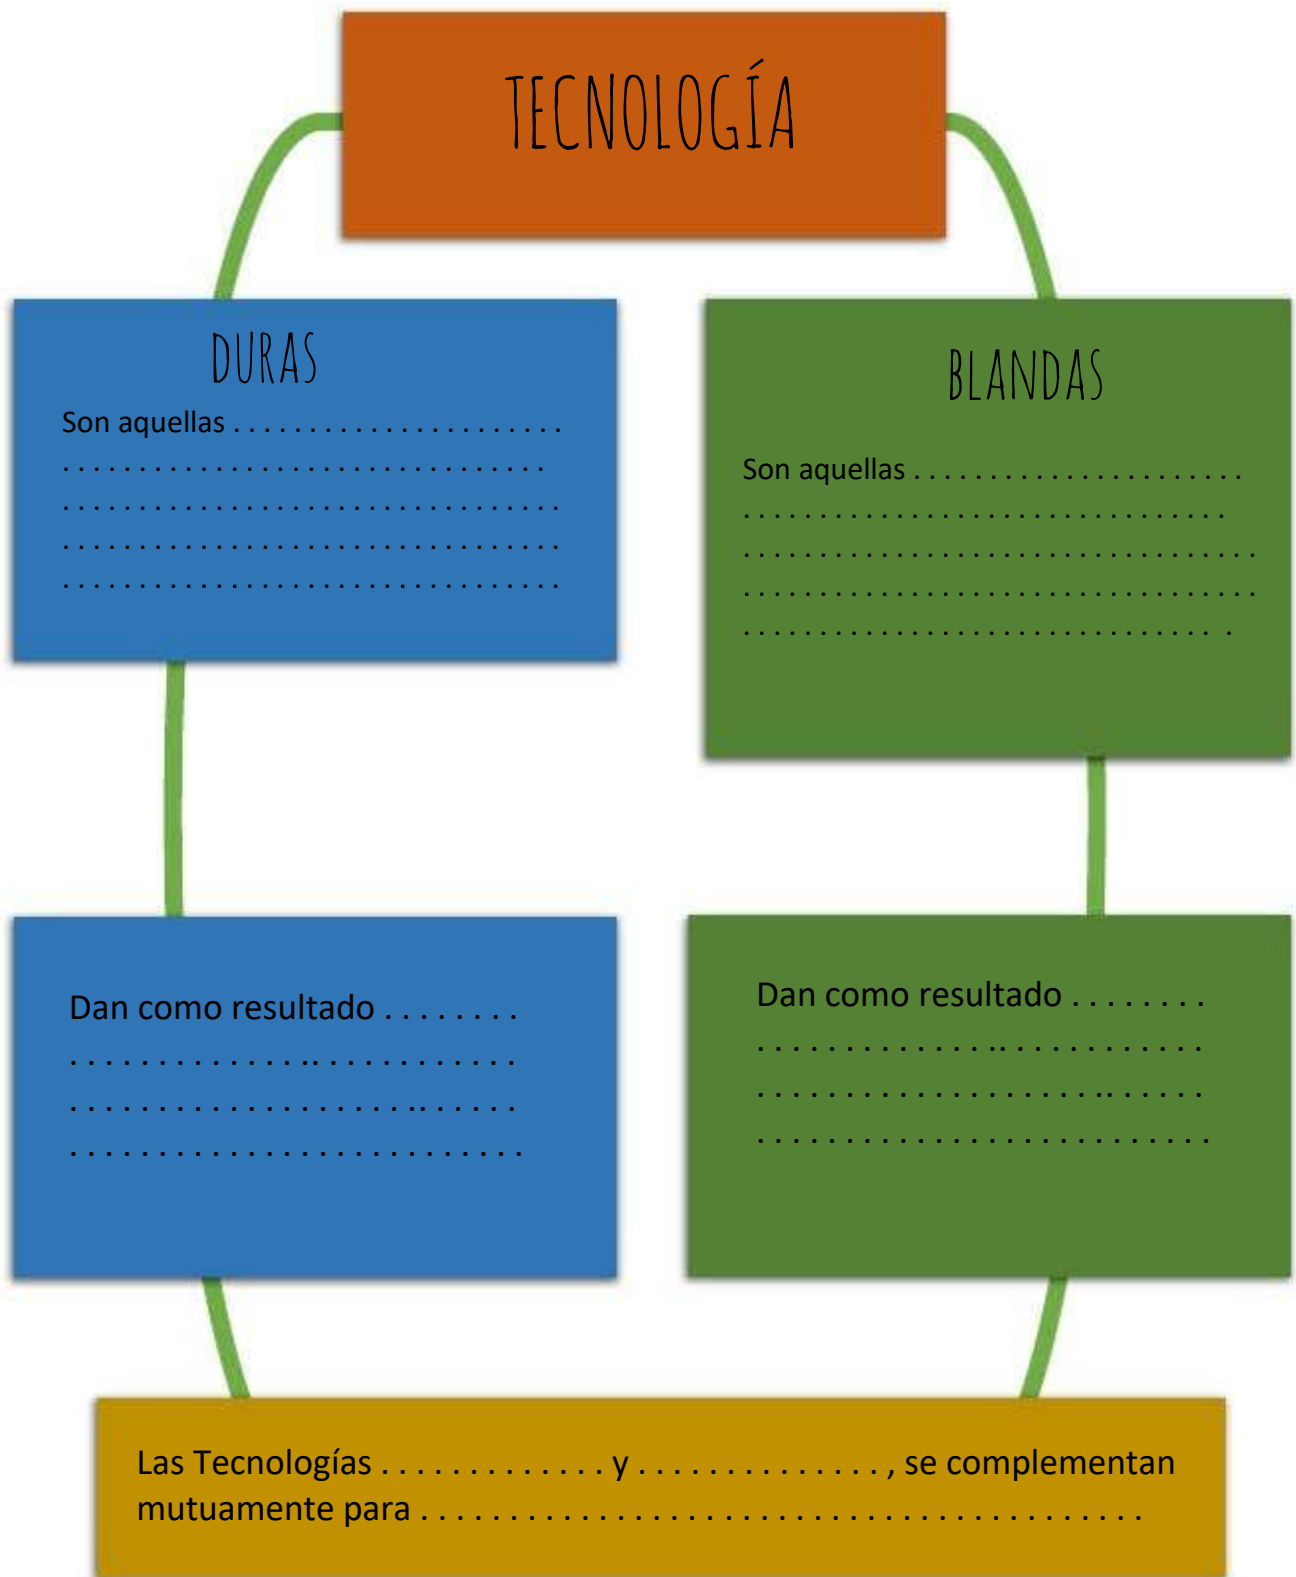 TECNOLOGÍA
DURAS
Son aquellas . . . . . . . . . . . . . . . . . . . . . .
. . . . . . . . . . . . . . . . . . . . . . . . . . . . . . . .
. . . . . . . . . . . . . . . . . . . . . . . . . . . . . . . . .
. . . . . . . . . . . . . . . . . . . . . . . . . . . . . . . . .
. . . . . . . . . . . . . . . . . . . . . . . . . . . . . . . . .
BLANDAS
Son aquellas . . . . . . . . . . . . . . . . . . . . . .
. . . . . . . . . . . . . . . . . . . . . . . . . . . . . . . .
. . . . . . . . . . . . . . . . . . . . . . . . . . . . . . . . . .
. . . . . . . . . . . . . . . . . . . . . . . . . . . . . . . . . .
. . . . . . . . . . . . . . . . . . . . . . . . . . . . . . . .
Dan como resultado . . . . . . . .
. . . . . . . . . . . . . .. . . . . . . . . . . .
. . . . . . . . . . . . . . . . . . . .. . . . . .
. . . . . . . . . . . . . . . . . . . . . . . . . .
Dan como resultado . . . . . . . .
. . . . . . . . . . . . . .. . . . . . . . . . . .
. . . . . . . . . . . . . . . . . . . .. . . . . .
. . . . . . . . . . . . . . . . . . . . . . . . . .
Las Tecnologías . . . . . . . . . . . . . y . . . . . . . . . . . . . . , se complementan
mutuamente para . . . . . . . . . . . . . . . . . . . . . . . . . . . . . . . . . . . . . . . . .